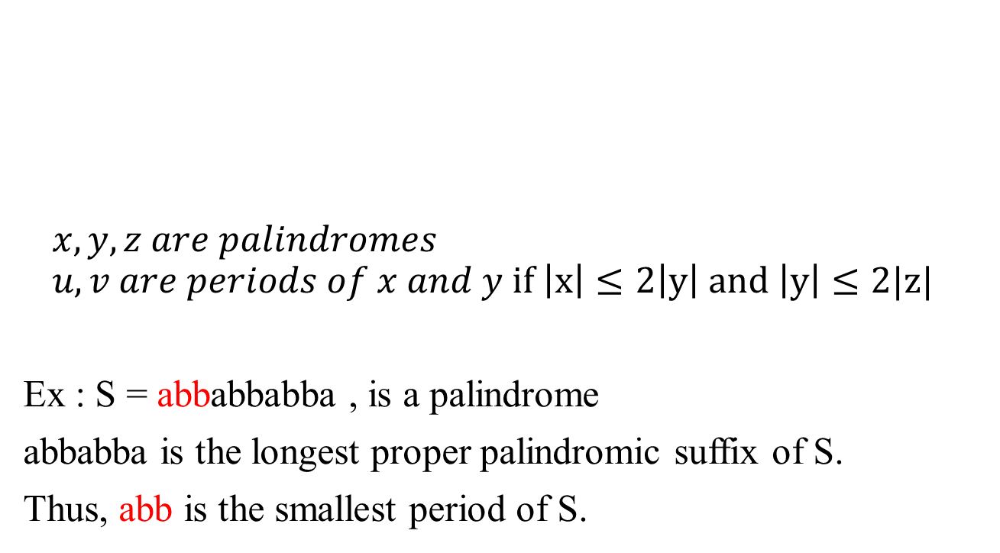 x, y, z are palindromes
u, v are periods of x and y if |x| ≤ 2|y| and |y| ≤ 2|z|
Ex : S = abbabbabba , is a palindrome
abbabba is the longest proper palindromic suffix of S.
Thus, abb is the smallest period of S.